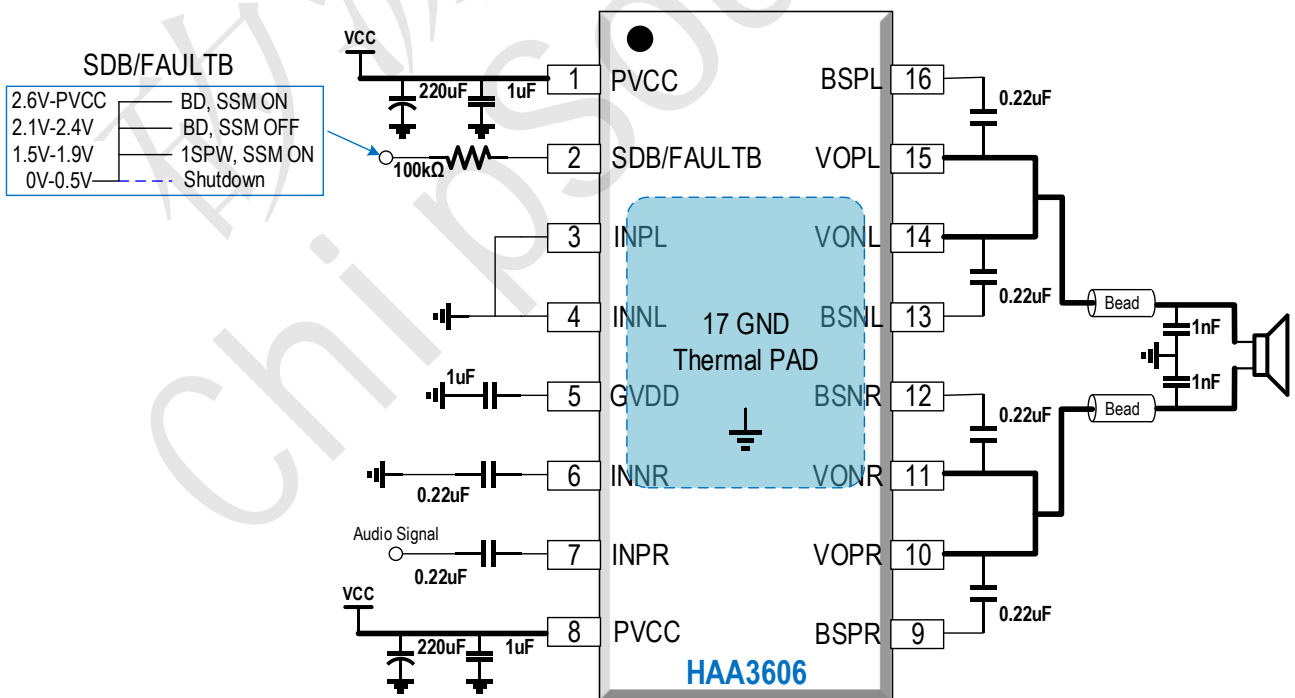 VCC
SDB/FAULTB
2.6V-PVCC BD, SSM ON
2.1V-2.4V BD, SSM OFF
1.5V-1.9V 1SPW, SSM ON
0V-0.5V Shutdown
220uF 1uF
100kΩ
1 PVCC
2 SDB/FAULTB
3 INPL
4 INNL
1uF
5 GVDD
0.22uF
6 INNR
Audio Signal
0.22uF
7 INPR
VCC
220uF 1uF
8 PVCC
17 GND
Thermal PAD
HAA3606
BSPL 16
0.22uF
VOPL 15
VONL 14
0.22uF
BSNL 13
BSNR 12
0.22uF
VONR 11
VOPR 10
0.22uF
BSPR 9
Bead
1nF
1nF
Bead
Chipsou